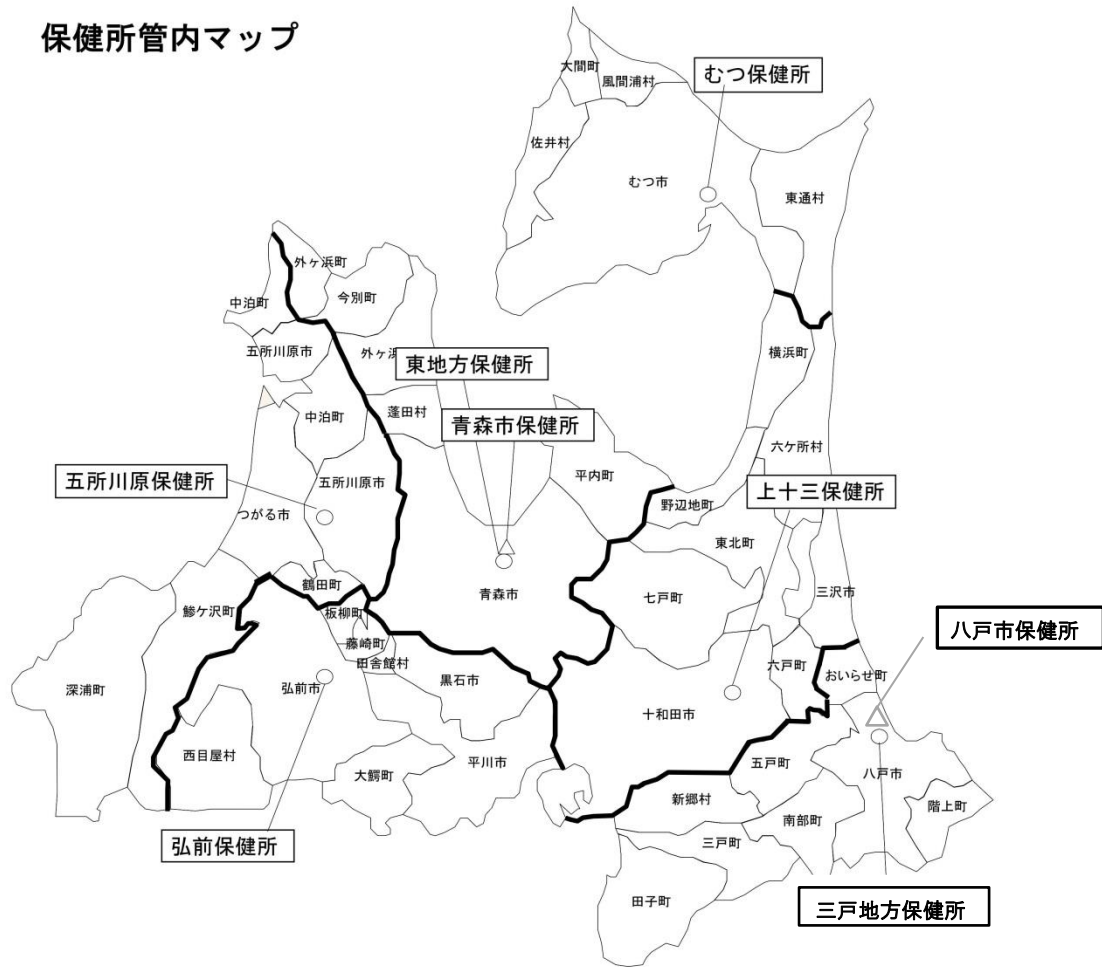 保健所管内マップ
大間町
風間浦村
むつ保健所
佐井村
むつ市
東通村
外ヶ浜町
今別町
中泊町
五所川原市
外ヶ浜
横浜町
東地方保健所
中泊町
蓬田村
青森市保健所
六ケ所村
平内町
五所川原保健所
五所川原市
上十三保健所
野辺地町
つがる市
東北町
鶴田町
青森市
七戸町
三沢市
鰺ケ沢町
板柳町
藤崎町
田舎館村
八戸市保健所
六戸町
おいらせ町
深浦町
弘前市
黒石市
十和田市
西目屋村
大鰐町
平川市
五戸町
八戸市
新郷村
階上町
南部町
弘前保健所
三戸町
田子町
三戸地方保健所